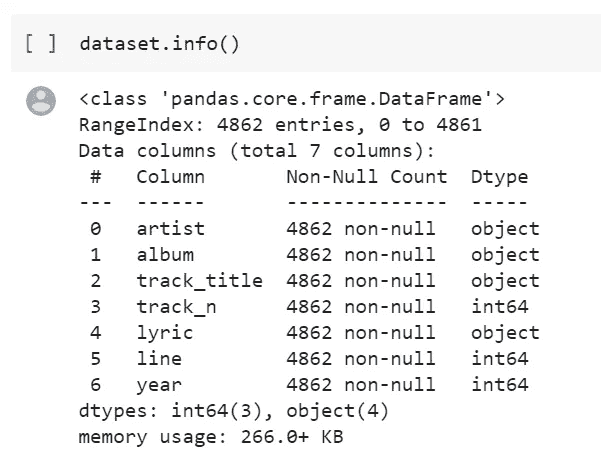 [ ] dataset.info()
<class 'pandas.core.frame.DataFrame'>
RangeIndex: 4862 entries, 0 to 4861
Data columns (total 7 columns):
 #   Column       Non-Null Count  Dtype
---  ------       --------------  -----
 0   artist       4862 non-null   object
 1   album        4862 non-null   object
 2   track_title  4862 non-null   object
 3   track_n      4862 non-null   int64
 4   lyric        4862 non-null   object
 5   line         4862 non-null   int64
 6   year         4862 non-null   int64
dtypes: int64(3), object(4)
memory usage: 266.0+ KB